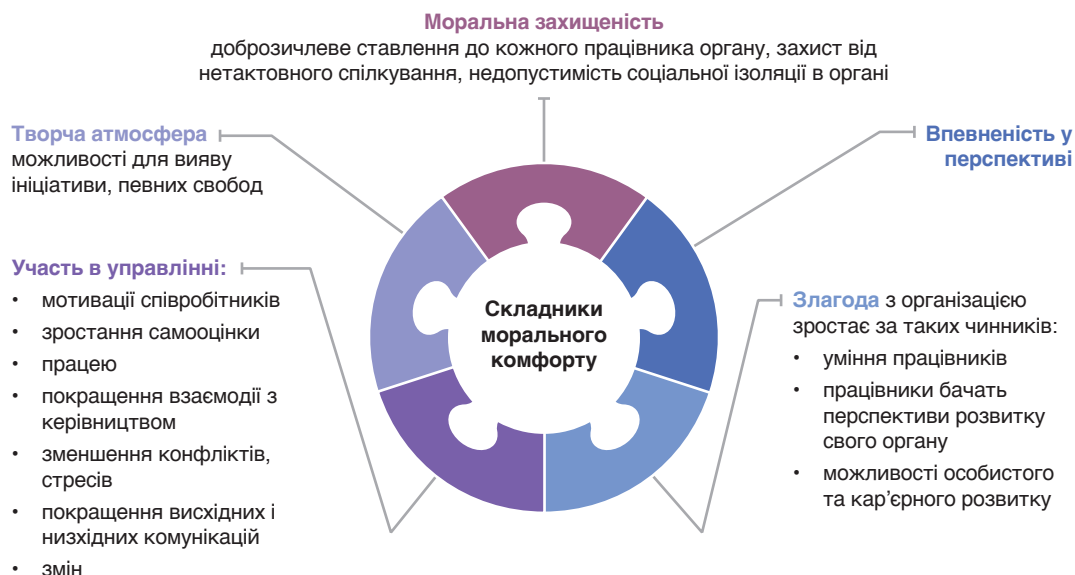 Моральна захищеність
доброзичлеве ставлення до кожного працівника органу, захист від
нетактовного спілкування, недопустимість соціальної ізоляції в органі
Творча атмосфера
можливості для вияву
ініціативи, певних свобод
Впевненість у
перспективі
Участь в управлінні:
• мотивації співробітників
• зростання самооцінки
• працею
• покращення взаємодії з
керівництвом
• зменшення конфліктів,
стресів
• покращення висхідних і
низхідних комунікацій
• змін
Складники
морального
комфорту
Злагода з організацією
зростає за таких чинників:
• уміння працівників
• працівники бачать
перспективи розвитку
свого органу
• можливості особистого
та кар’єрного розвитку